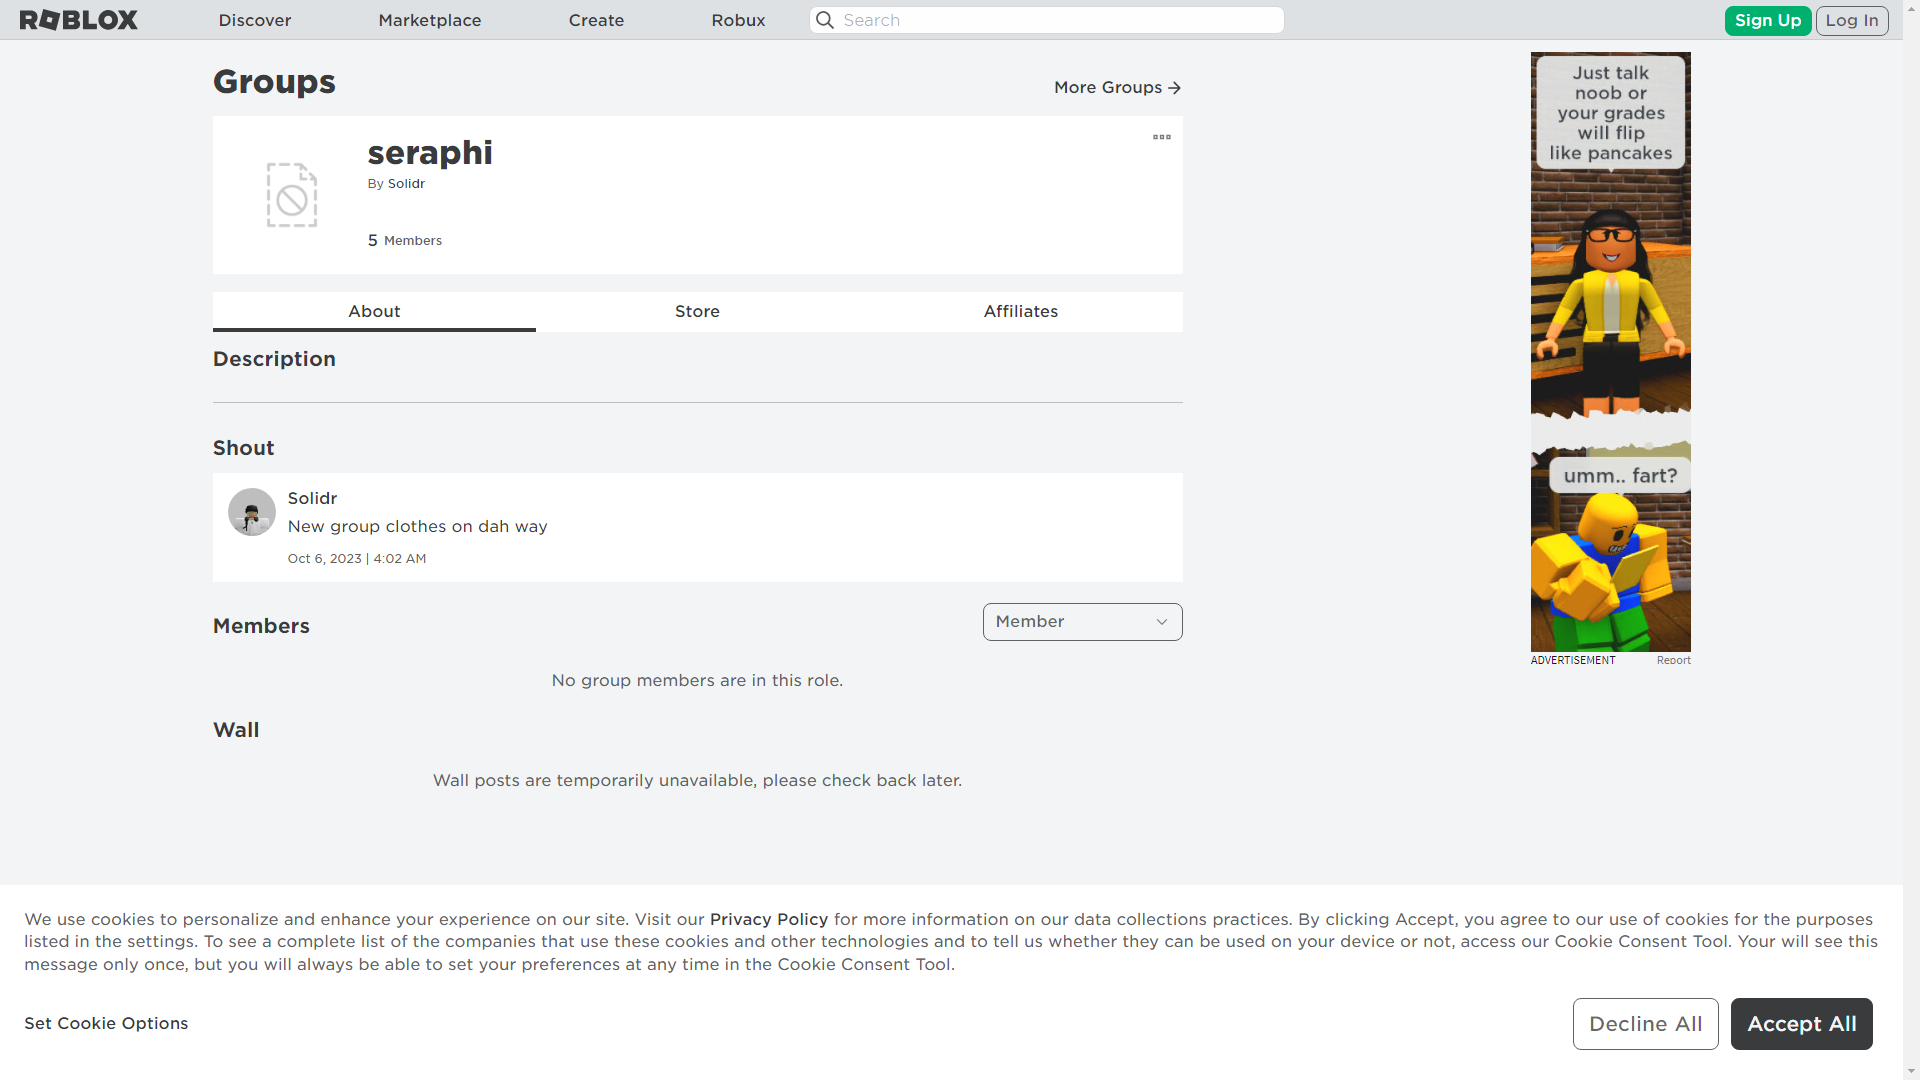 ROBLOX
Discover
Marketplace
Create
Robux
Search
Sign Up
Log In
Groups
More Groups
seraphi
By Solidr
5 Members
About
Store
Affiliates
Description
Shout
Solidr
New group clothes on dah way
Oct 6, 2023 | 4:02 AM
Members
Member
No group members are in this role.
Wall
Wall posts are temporarily unavailable, please check back later.
Just talk
noob or
your grades
will flip
like pancakes
umm.. fart?
ADVERTISEMENT
Report
We use cookies to personalize and enhance your experience on our site. Visit our Privacy Policy for more information on our data collections practices. By clicking Accept, you agree to our use of cookies for the purposes
listed in the settings. To see a complete list of the companies that use these cookies and other technologies and to tell us whether they can be used on your device or not, access our Cookie Consent Tool. Your will see this
message only once, but you will always be able to set your preferences at any time in the Cookie Consent Tool.
Set Cookie Options
Decline All
Accept All